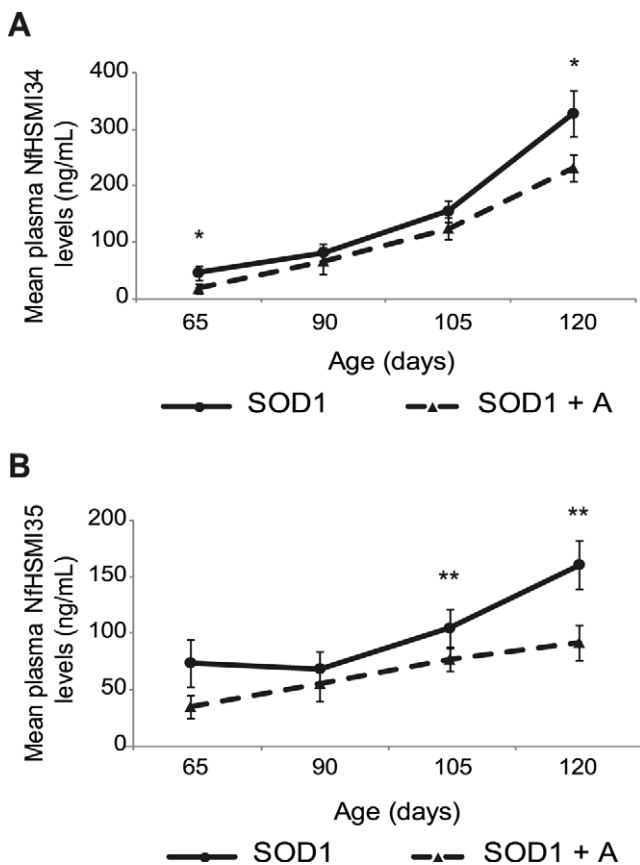 A
Mean plasma NfHSMI34
levels (ng/mL)
400
300
200
100
0
*
*
65 90 105 120
Age (days)
SOD1 SOD1 + A
B
Mean plasma NfHSMI35
levels (ng/mL)
200
150
100
50
0
**
**
65 90 105 120
Age (days)
SOD1 SOD1 + A